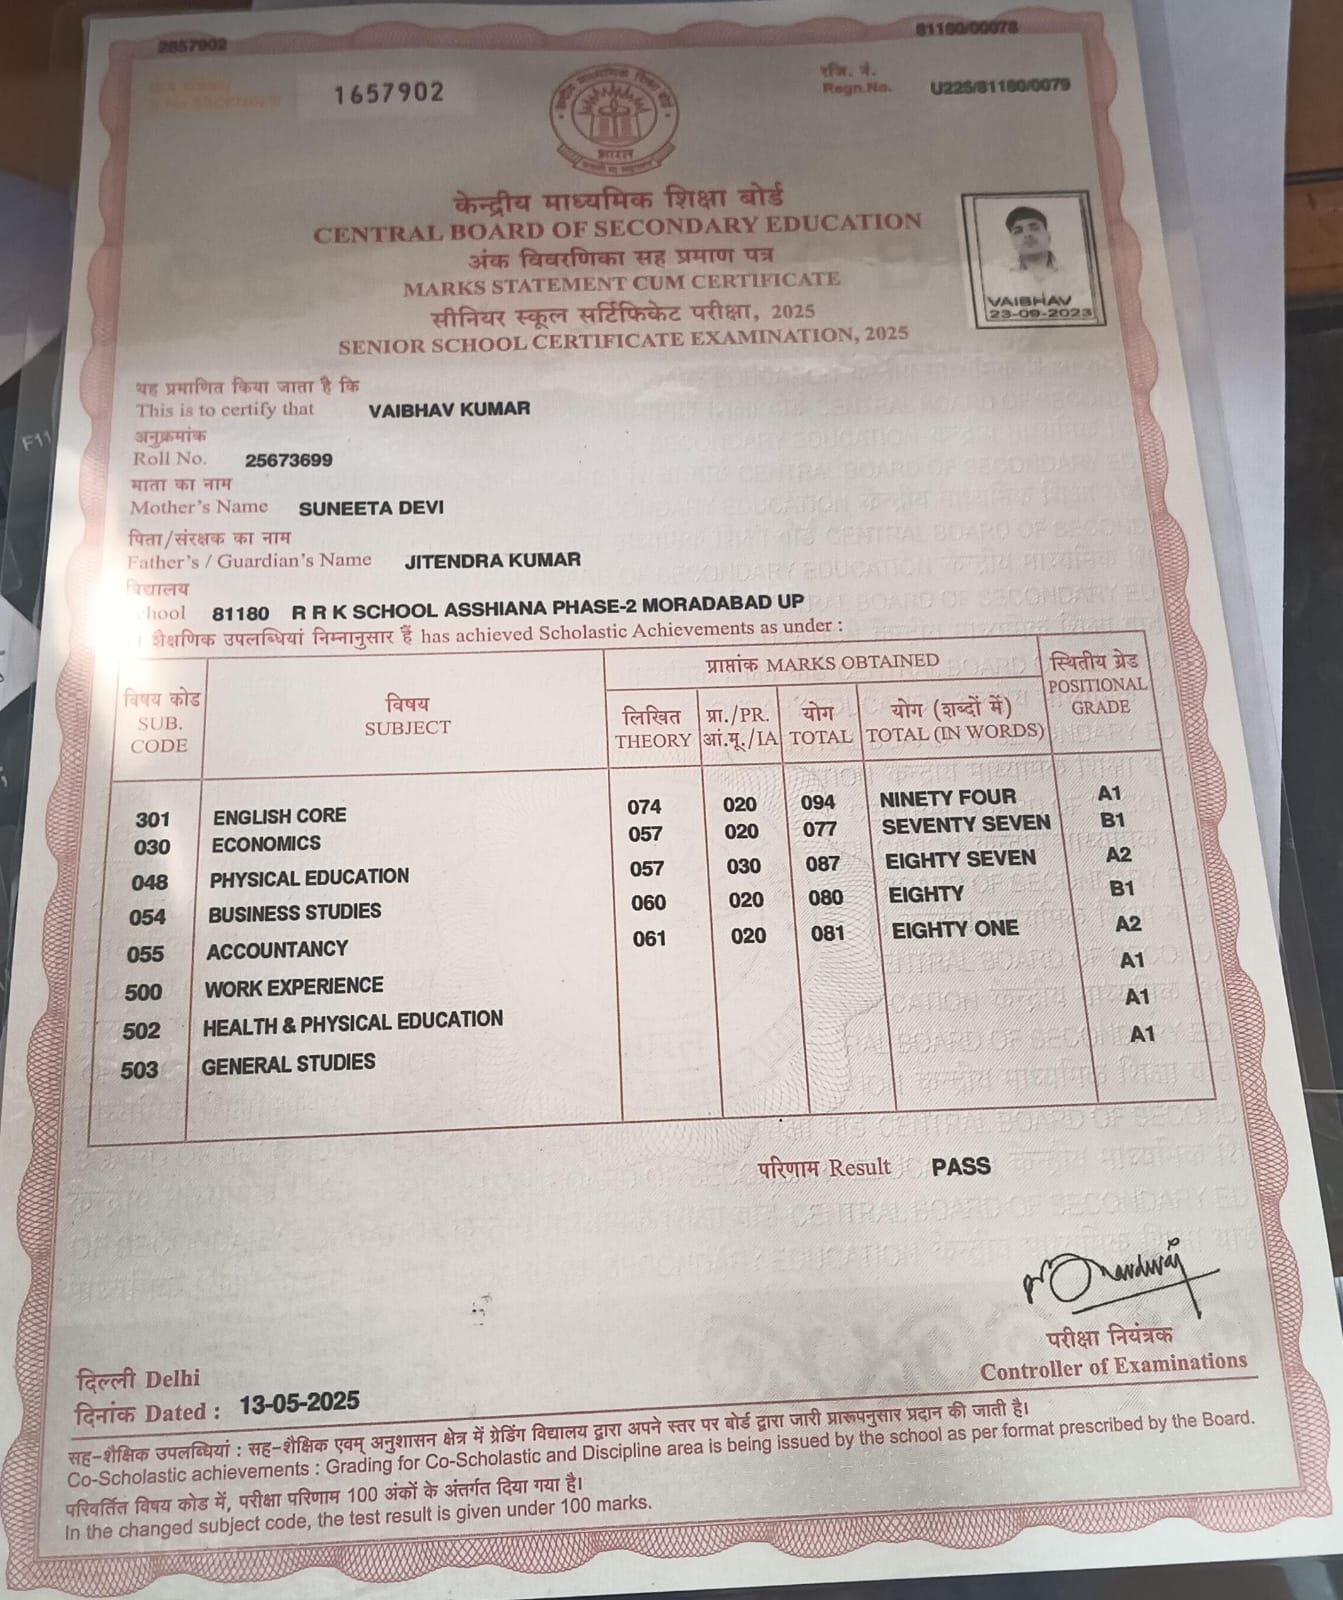 2857902
81180/00078
1657902
रजि. नं.
Regn.No. U225/81180/0079
भारत
केन्द्रीय माध्यमिक शिक्षा बोर्ड
CENTRAL BOARD OF SECONDARY EDUCATION
अंक विवरणिका सह प्रमाण पत्र
MARKS STATEMENT CUM CERTIFICATE
सीनियर स्कूल सर्टिफिकेट परीक्षा, 2025
SENIOR SCHOOL CERTIFICATE EXAMINATION, 2025
VAIBHAV
23-09-2023
यह प्रमाणित किया जाता है कि
This is to certify that VAIBHAV KUMAR
अनुक्रमांक
Roll No. 25673699
माता का नाम
Mother's Name SUNEETA DEVI
पिता/संरक्षक का नाम
Father's / Guardian's Name JITENDRA KUMAR
विद्यालय
chool 81180 R R K SCHOOL ASSHIANA PHASE-2 MORADABAD UP
शैक्षणिक उपलब्धियां निम्नानुसार हैं has achieved Scholastic Achievements as under :
विषय कोड SUB. CODE
विषय SUBJECT
प्राप्तांक MARKS OBTAINED
लिखित THEORY
प्रा./PR. आं.मू./IA
योग TOTAL
योग (शब्दों में) TOTAL (IN WORDS)
स्थितीय ग्रेड POSITIONAL GRADE
301 ENGLISH CORE 074 020 094 NINETY FOUR A1
030 ECONOMICS 057 020 077 SEVENTY SEVEN B1
048 PHYSICAL EDUCATION 057 030 087 EIGHTY SEVEN A2
054 BUSINESS STUDIES 060 020 080 EIGHTY B1
055 ACCOUNTANCY 061 020 081 EIGHTY ONE A2
500 WORK EXPERIENCE A1
502 HEALTH & PHYSICAL EDUCATION A1
503 GENERAL STUDIES A1
परिणाम Result PASS
परीक्षा नियंत्रक
Controller of Examinations
दिल्ली Delhi
दिनांक Dated : 13-05-2025
सह-शैक्षिक उपलब्धियां : सह-शैक्षिक एवम् अनुशासन क्षेत्र में ग्रेडिंग विद्यालय द्वारा अपने स्तर पर बोर्ड द्वारा जारी प्रारूपनुसार प्रदान की जाती है।
Co-Scholastic achievements : Grading for Co-Scholastic and Discipline area is being issued by the school as per format prescribed by the Board.
परिवर्तित विषय कोड में, परीक्षा परिणाम 100 अंकों के अंतर्गत दिया गया है।
In the changed subject code, the test result is given under 100 marks.
F11